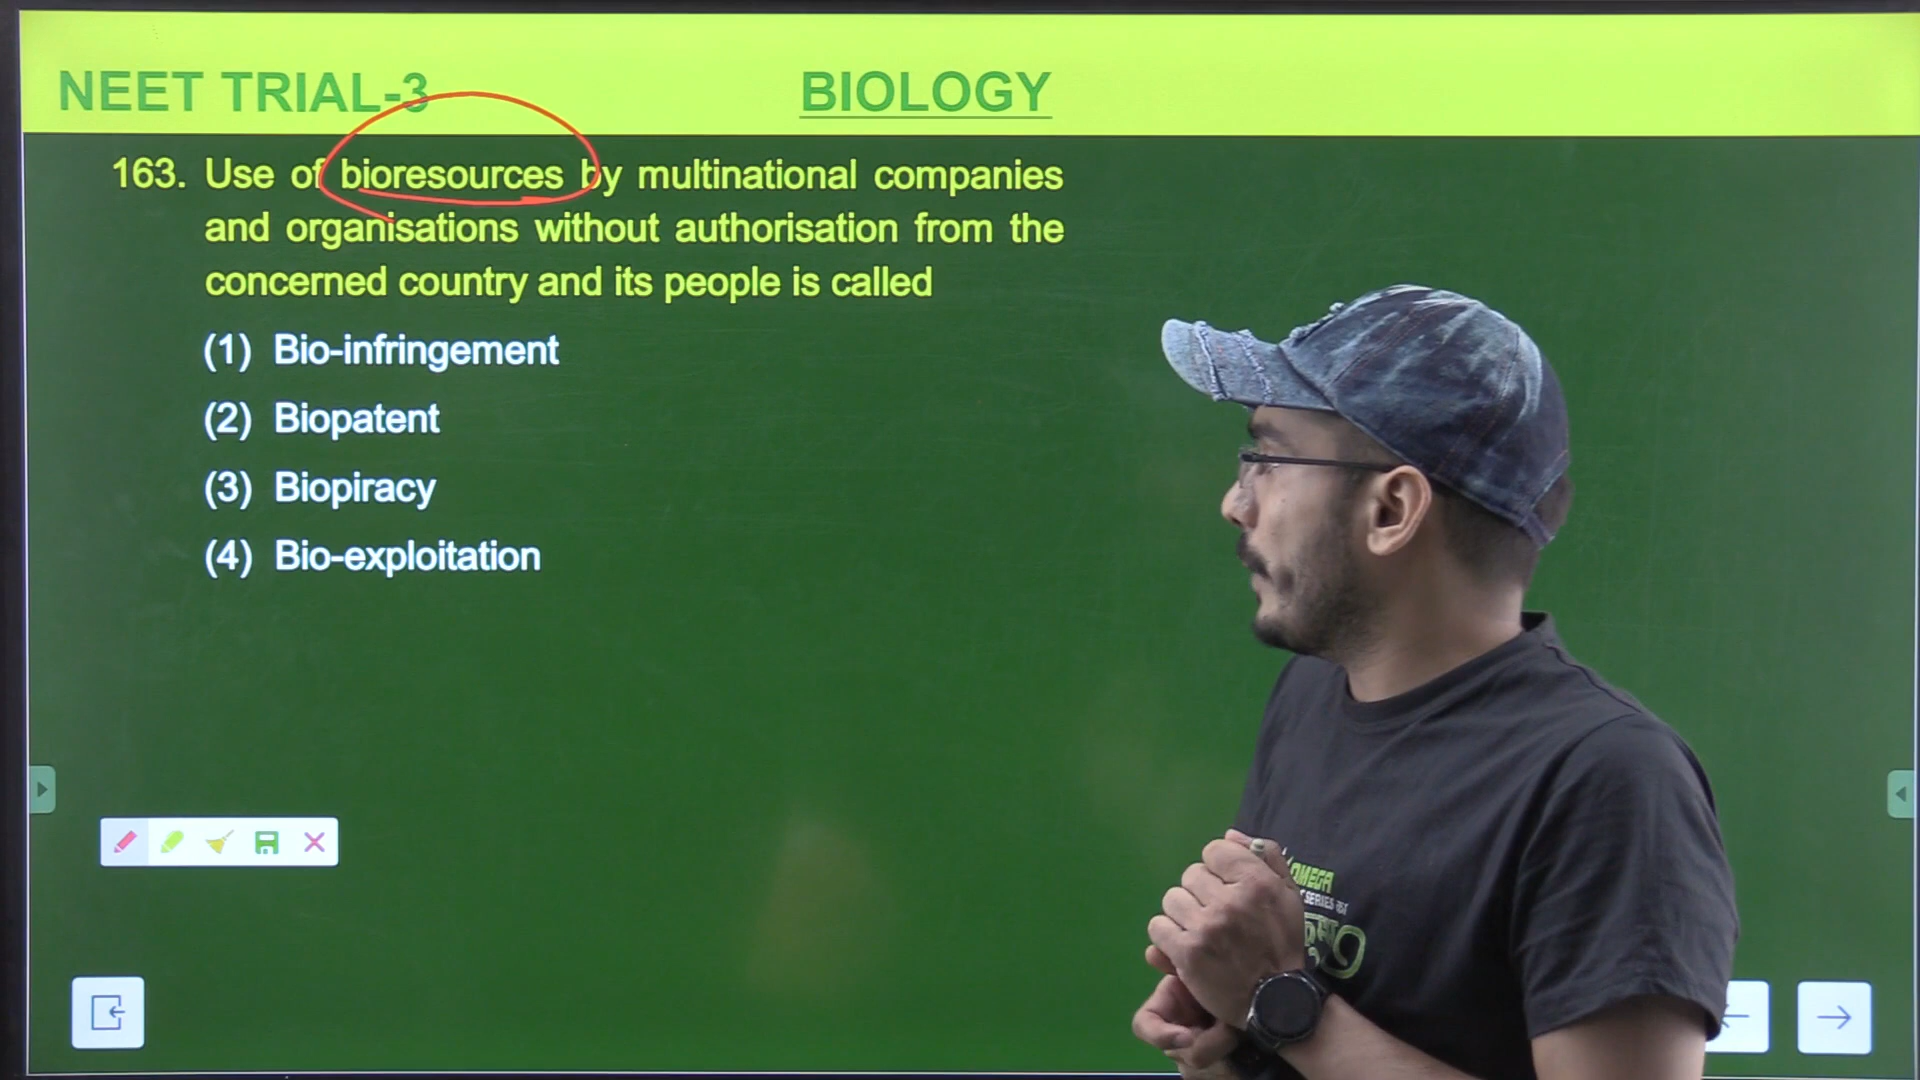 NEET TRIAL-3 BIOLOGY
163. Use of bioresources by multinational companies
and organisations without authorisation from the
concerned country and its people is called
(1) Bio-infringement
(2) Biopatent
(3) Biopiracy
(4) Bio-exploitation
OMEGA
SERIES का